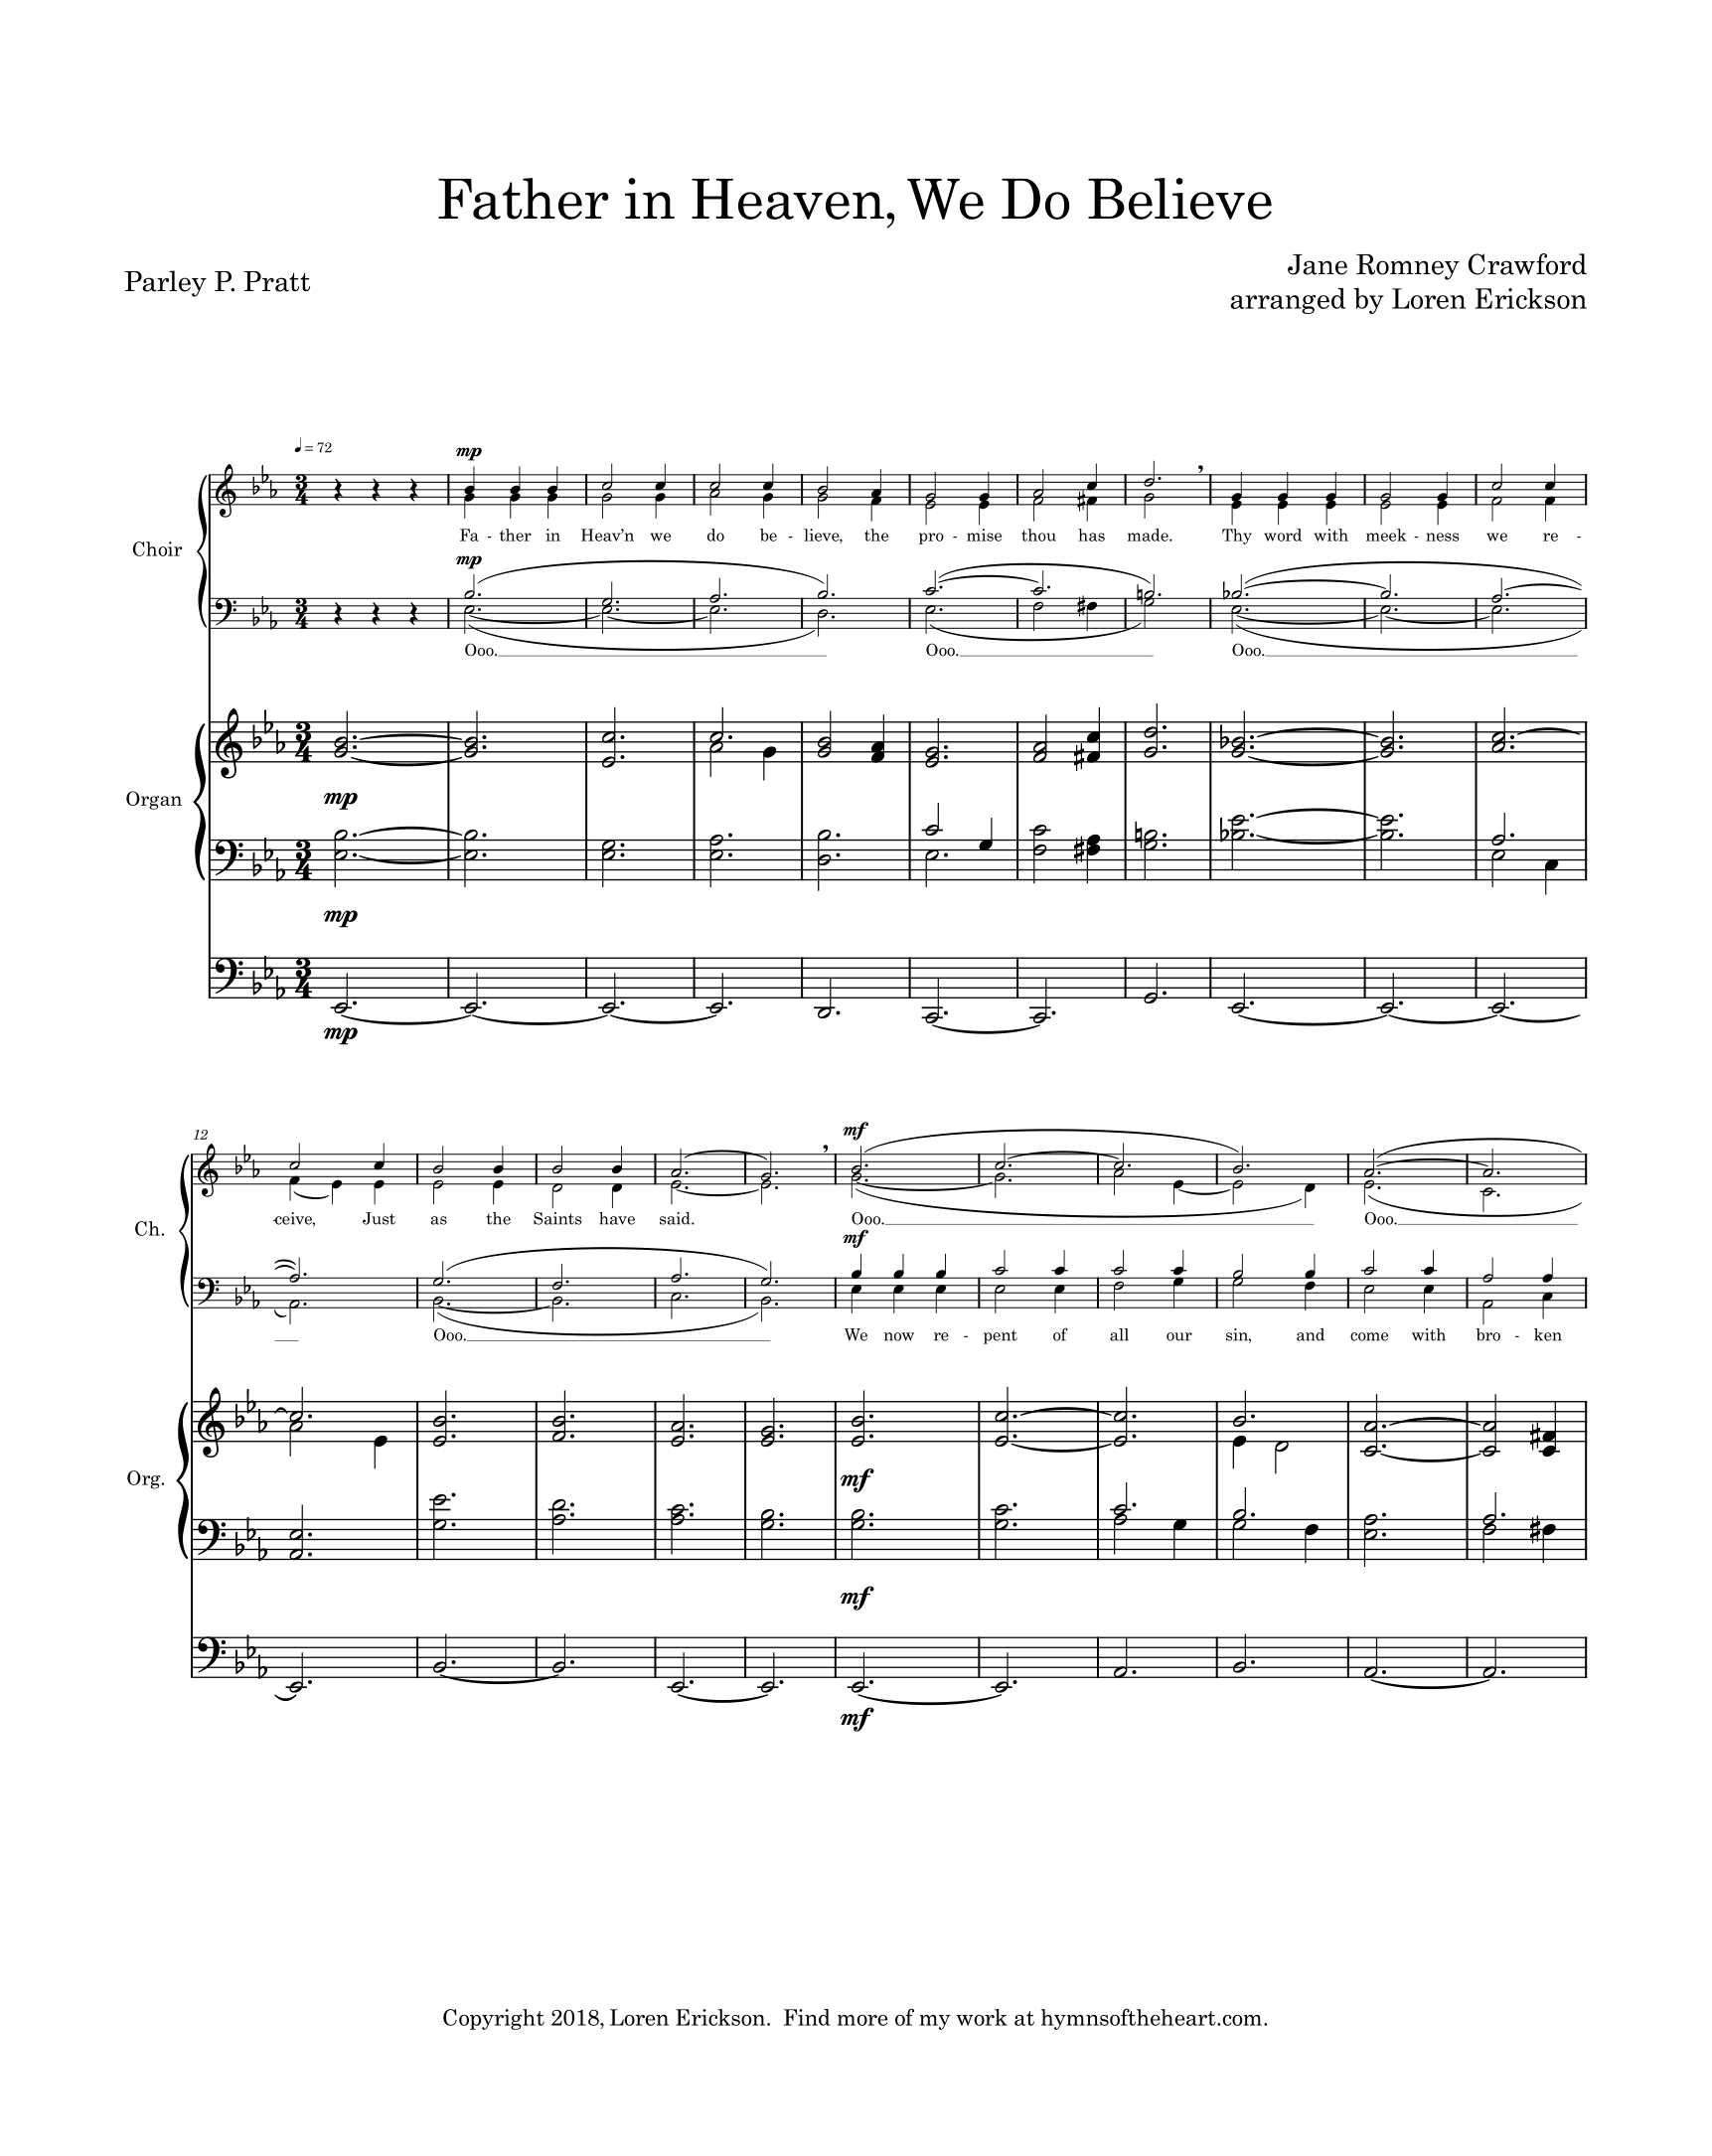 Father in Heaven, We Do Believe
Parley P. Pratt
Jane Romney Crawford
arranged by Loren Erickson
= 72
mp
Choir
Fa - ther in Heav’n we do be - lieve, the pro - mise thou has made. Thy word with meek - ness we re -
mp
Ooo. Ooo. Ooo.
Organ
mp
mp
mp
12
mf
Ch.
-ceive, Just as the Saints have said. Ooo. Ooo.
mf
Ooo. We now re - pent of all our sin, and come with bro - ken
Org.
mf
mf
mf
Copyright 2018, Loren Erickson. Find more of my work at hymnsoftheheart.com.